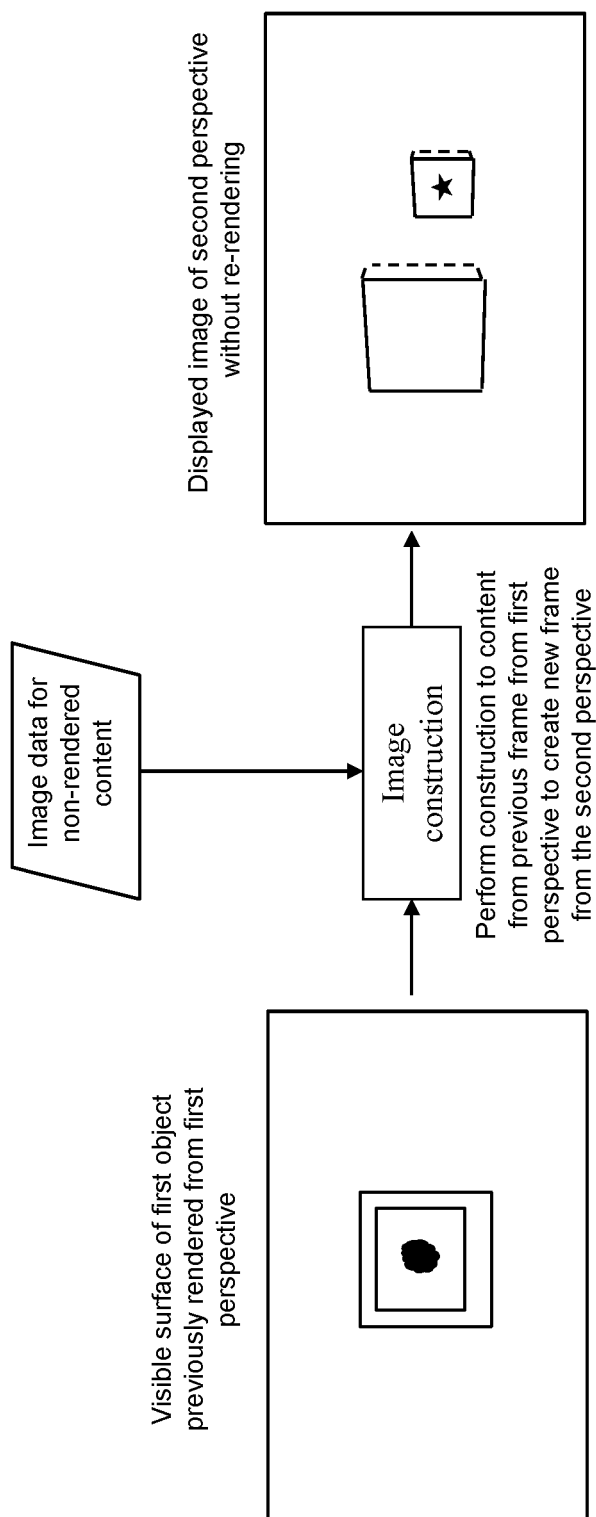 Visible surface of first object
previously rendered from first
perspective
Image data for
non-rendered
content
Image
construction
Perform construction to content
from previous frame from first
perspective to create new frame
from the second perspective
Displayed image of second perspective
without re-rendering